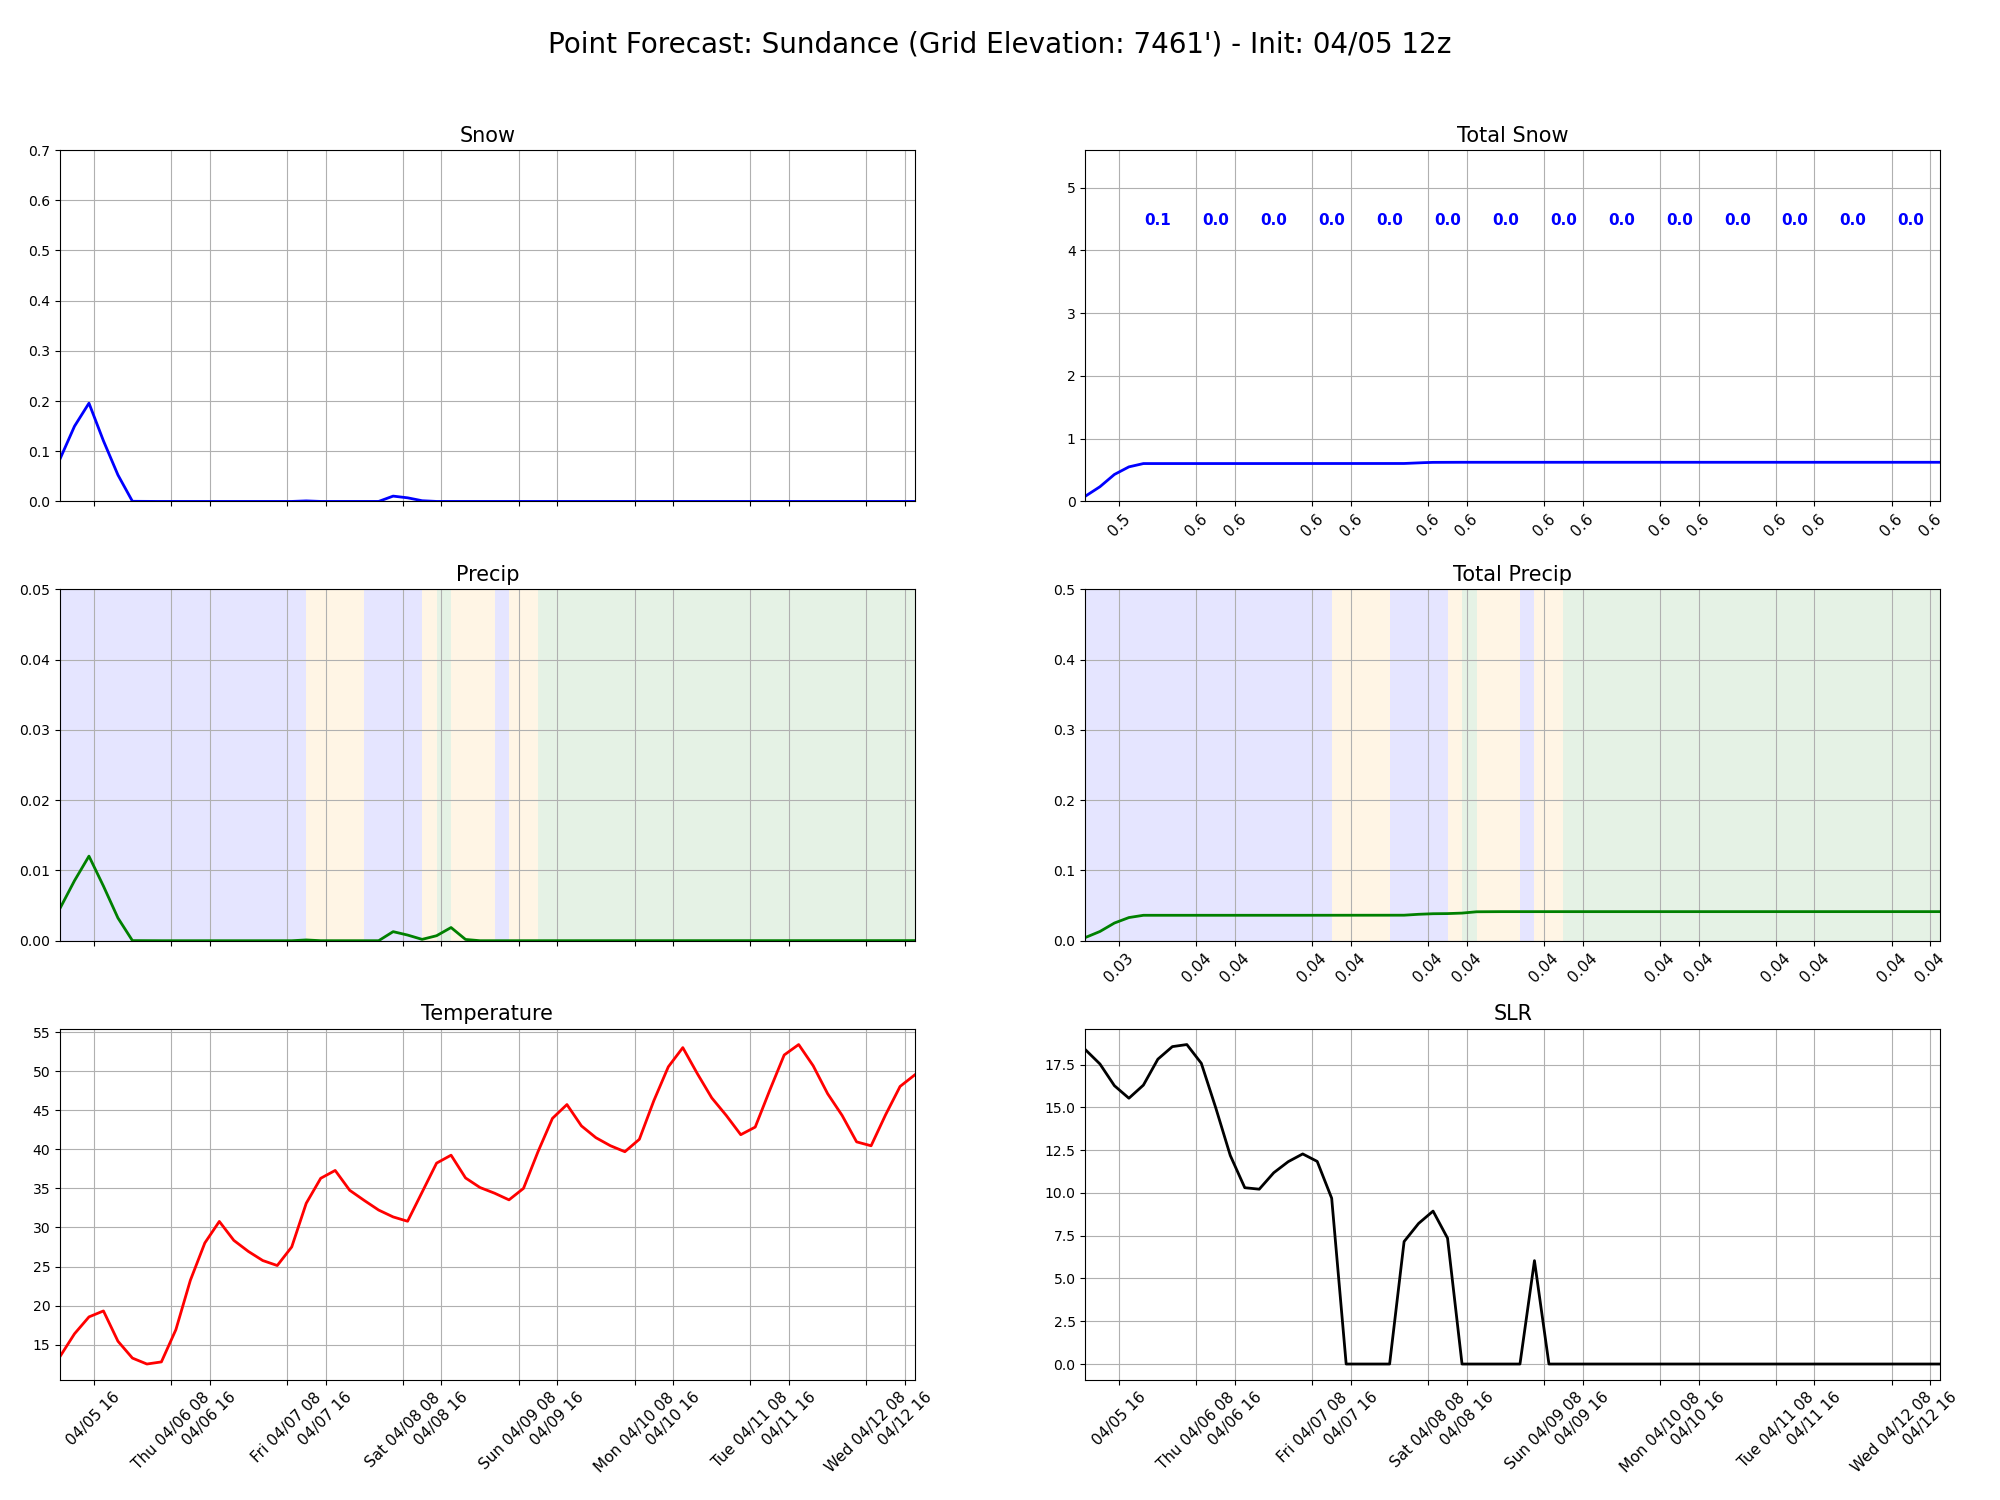 Point Forecast: Sundance (Grid Elevation: 7461') - Init: 04/05 12z
Snow
0.7
0.6
0.5
0.4
0.3
0.2
0.1
0.0
Total Snow
5
4
3
2
1
0
0.1 0.0 0.0 0.0 0.0 0.0 0.0 0.0 0.0 0.0 0.0 0.0 0.0 0.0
0.5 0.6 0.6 0.6 0.6 0.6 0.6 0.6 0.6 0.6 0.6 0.6 0.6 0.6 0.6
Precip
0.05
0.04
0.03
0.02
0.01
0.00
Total Precip
0.5
0.4
0.3
0.2
0.1
0.0
0.03 0.04 0.04 0.04 0.04 0.04 0.04 0.04 0.04 0.04 0.04 0.04 0.04 0.04 0.04
Temperature
55
50
45
40
35
30
25
20
15
04/05 16
Thu 04/06 08
04/06 16
Fri 04/07 08
04/07 16
Sat 04/08 08
04/08 16
Sun 04/09 08
04/09 16
Mon 04/10 08
04/10 16
Tue 04/11 08
04/11 16
Wed 04/12 08
04/12 16
SLR
17.5
15.0
12.5
10.0
7.5
5.0
2.5
0.0
04/05 16
Thu 04/06 08
04/06 16
Fri 04/07 08
04/07 16
Sat 04/08 08
04/08 16
Sun 04/09 08
04/09 16
Mon 04/10 08
04/10 16
Tue 04/11 08
04/11 16
Wed 04/12 08
04/12 16